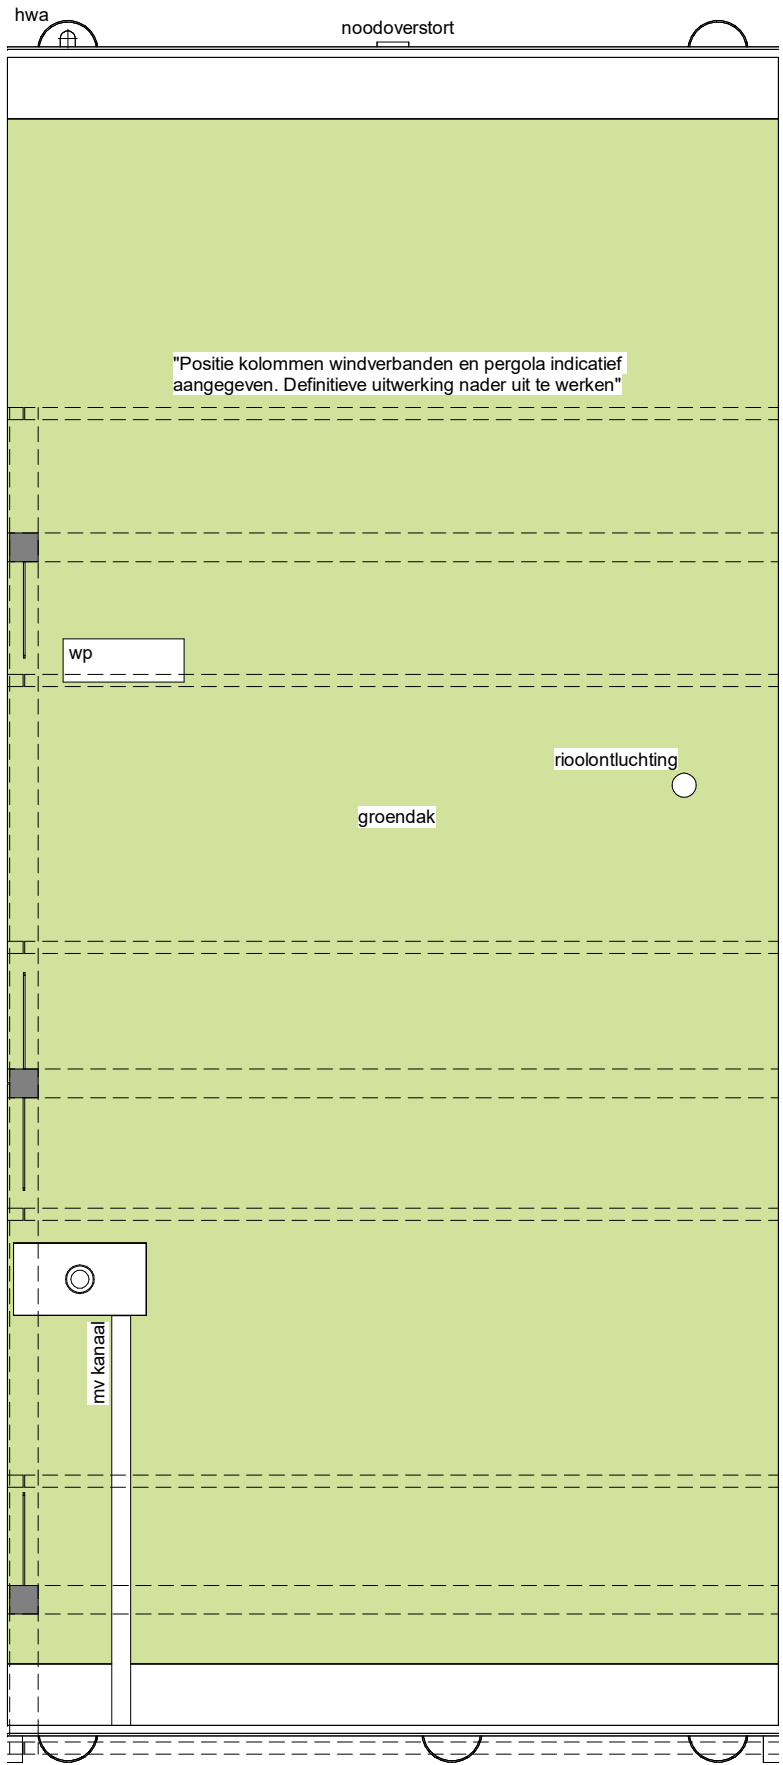 hwa
noodoverstort
"Positie kolommen windverbanden en pergola indicatief
aangegeven. Definitieve uitwerking nader uit te werken"
wp
rioolontluchting
groendak
mv kanaal